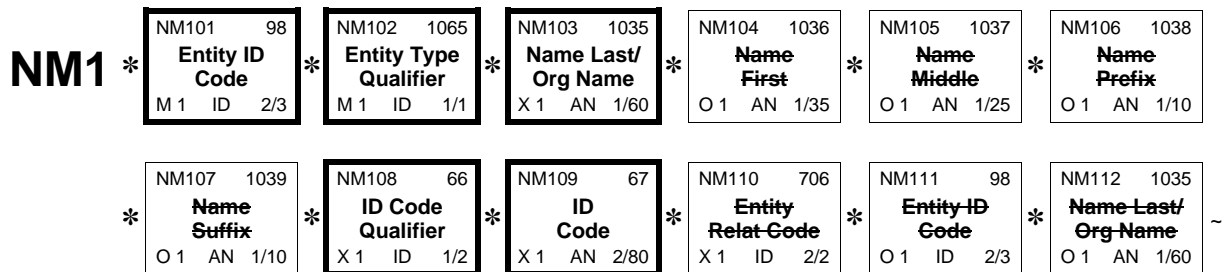 NM101 98 NM102 1065 NM103 1035 NM104 1036 NM105 1037 NM106 1038
NM1 * Entity ID Code * Entity Type Qualifier * Name Last/ Org Name * Name First * Name Middle * Name Prefix
M 1 ID 2/3 M 1 ID 1/1 X 1 AN 1/60 O 1 AN 1/35 O 1 AN 1/25 O 1 AN 1/10
NM107 1039 NM108 66 NM109 67 NM110 706 NM111 98 NM112 1035
* Name Suffix * ID Code Qualifier * ID Code * Entity Relat Code * Entity ID Code * Name Last/ Org Name ~
O 1 AN 1/10 X 1 ID 1/2 X 1 AN 2/80 X 1 ID 2/2 O 1 ID 2/3 O 1 AN 1/60